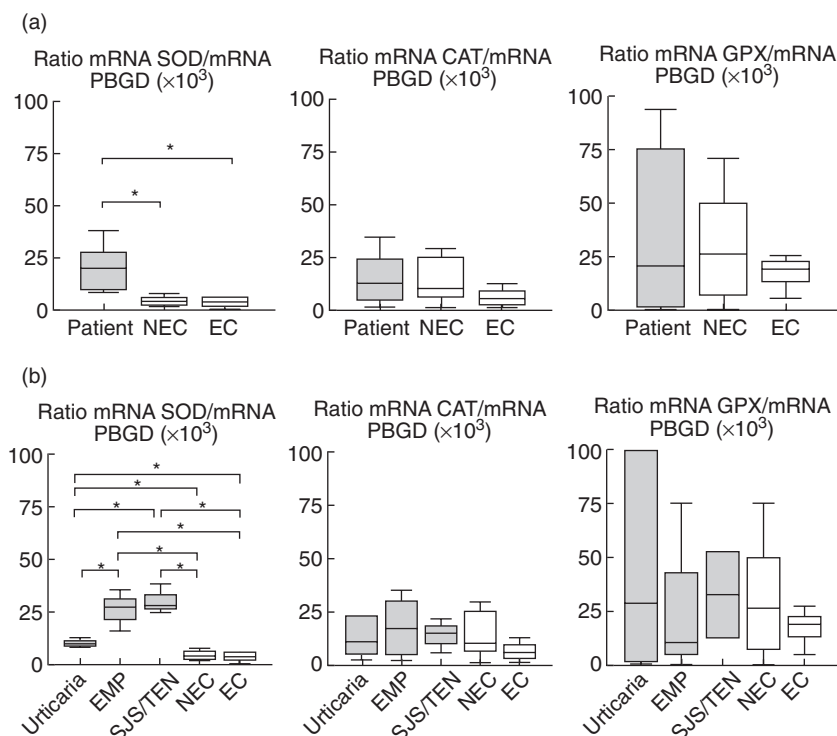 (a)
Ratio mRNA SOD/mRNA
PBGD (×10³)
100
75
50
25
0
*
*
Patient NEC EC
Ratio mRNA CAT/mRNA
PBGD (×10³)
100
75
50
25
0
Patient NEC EC
Ratio mRNA GPX/mRNA
PBGD (×10³)
100
75
50
25
0
Patient NEC EC
(b)
Ratio mRNA SOD/mRNA
PBGD (×10³)
100
75
50
25
0
*
*
* *
*
*
* *
Urticaria EMP SJS/TEN NEC EC
Ratio mRNA CAT/mRNA
PBGD (×10³)
100
75
50
25
0
Urticaria EMP SJS/TEN NEC EC
Ratio mRNA GPX/mRNA
PBGD (×10³)
100
75
50
25
0
Urticaria EMP SJS/TEN NEC EC